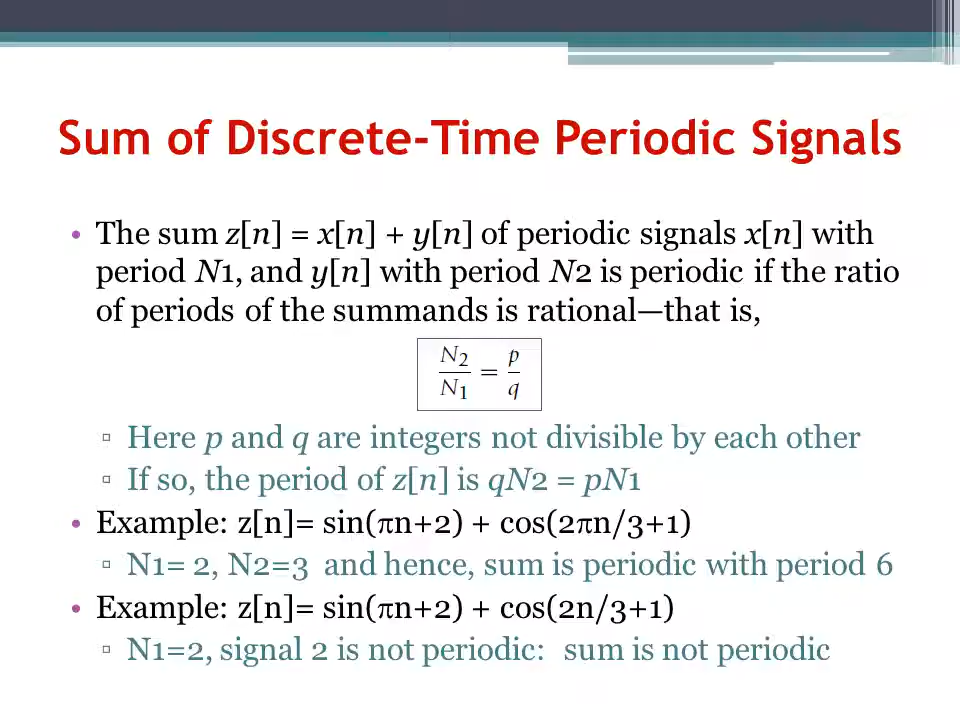 Sum of Discrete-Time Periodic Signals
• The sum z[n] = x[n] + y[n] of periodic signals x[n] with
period N1, and y[n] with period N2 is periodic if the ratio
of periods of the summands is rational—that is,
N₂/N₁ = p/q
▫ Here p and q are integers not divisible by each other
▫ If so, the period of z[n] is qN2 = pN1
• Example: z[n]= sin(πn+2) + cos(2πn/3+1)
▫ N1= 2, N2=3 and hence, sum is periodic with period 6
• Example: z[n]= sin(πn+2) + cos(2n/3+1)
▫ N1=2, signal 2 is not periodic: sum is not periodic